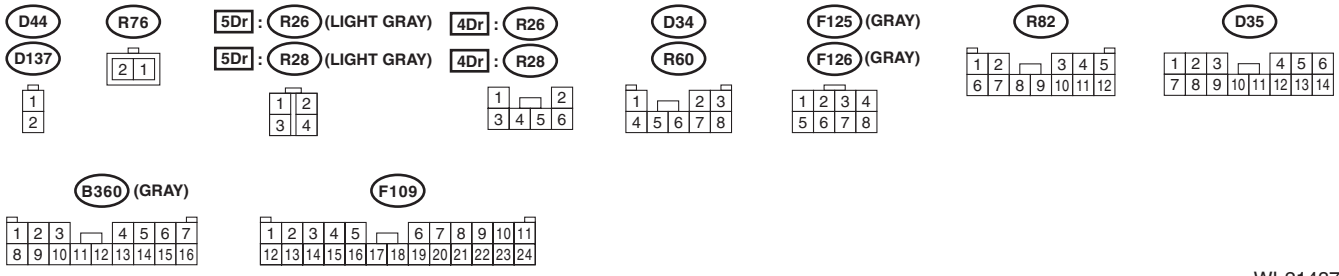 D44 R76 5Dr : R26 (LIGHT GRAY) 4Dr : R26 D34 F125 (GRAY) R82 D35
D137 5Dr : R28 (LIGHT GRAY) 4Dr : R28 R60 F126 (GRAY)
2 1
1
2
1 2
3 4
1 2
3 4 5 6
1 2 3
4 5 6 7 8
1 2 3 4
5 6 7 8
1 2 3 4 5
6 7 8 9 10 11 12
1 2 3 4 5 6
7 8 9 10 11 12 13 14
B360 (GRAY) F109
1 2 3 4 5 6 7
8 9 10 11 12 13 14 15 16
1 2 3 4 5 6 7 8 9 10 11
12 13 14 15 16 17 18 19 20 21 22 23 24